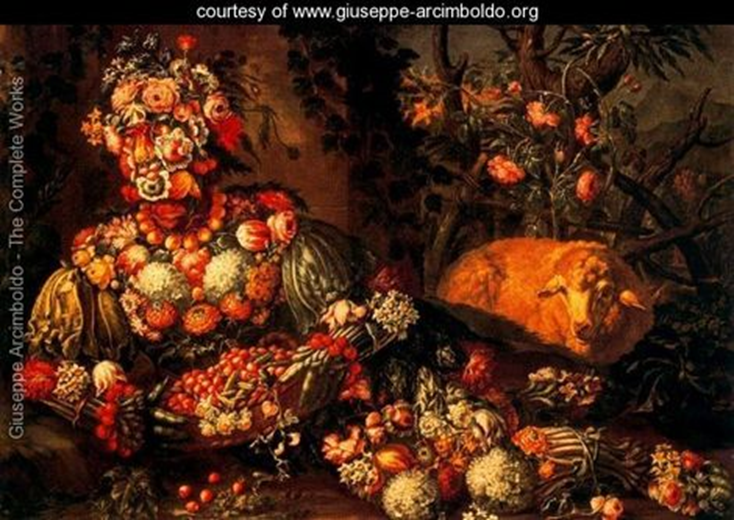 courtesy of www.giuseppe-arcimboldo.org
Giuseppe Arcimboldo - The Complete Works